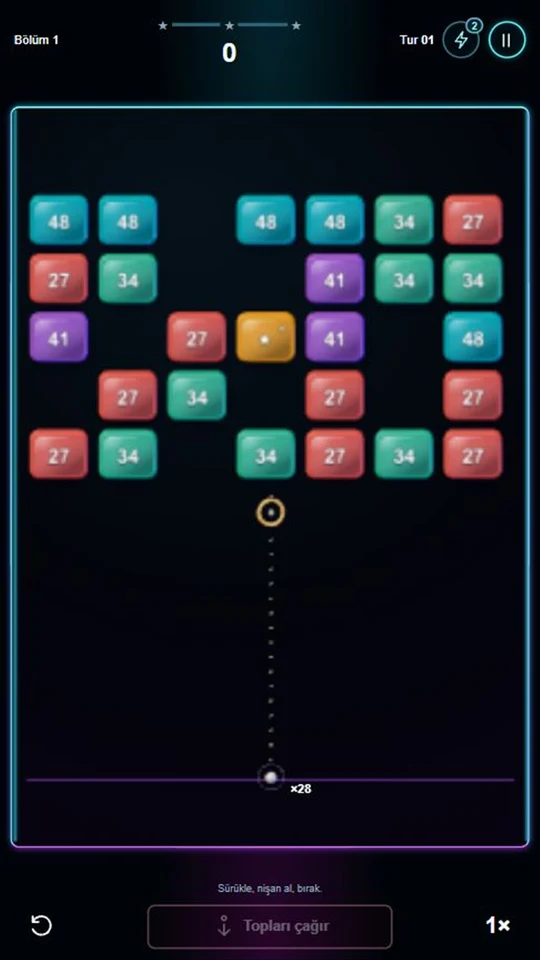 Bölüm 1
0
Tur 01
2
48 48 48 48 34 27
27 34 41 34 34
41 27 41 48
27 34 27 27
27 34 34 27 34 27
×28
Sürükle, nişan al, bırak.
Topları çağır
1×